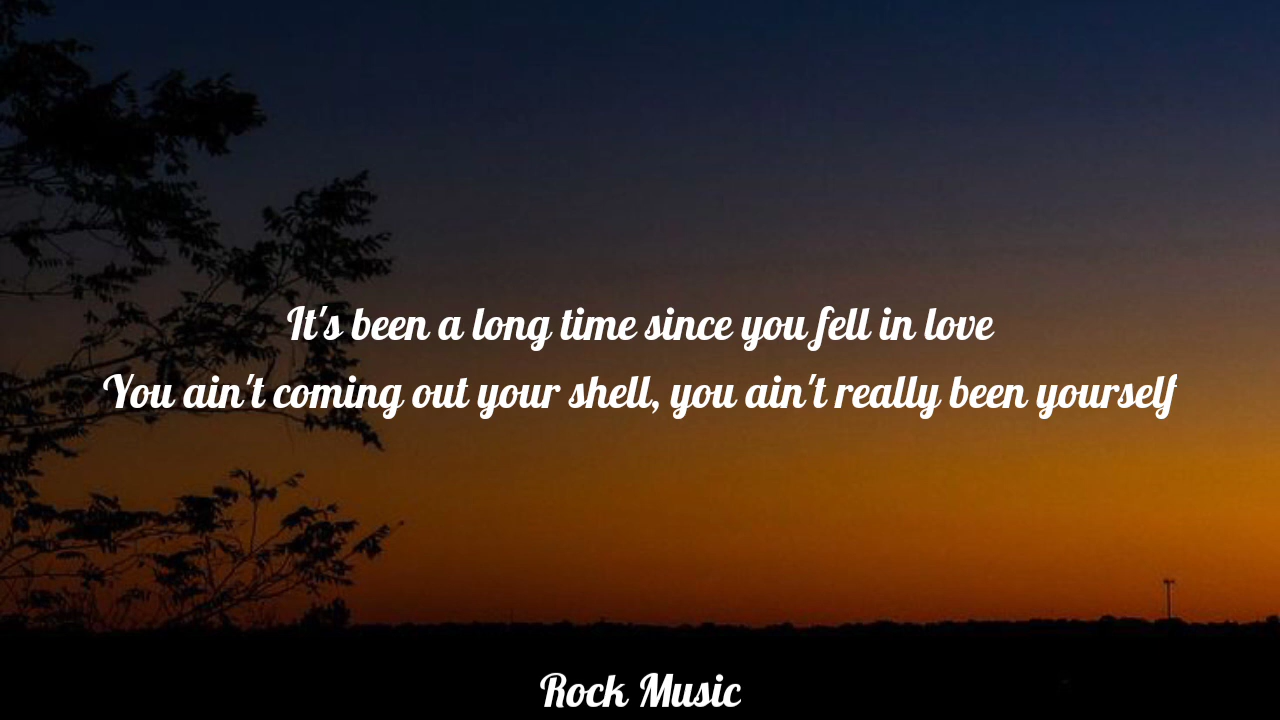 It's been a long time since you fell in love
You ain't coming out your shell, you ain't really been yourself
Rock Music